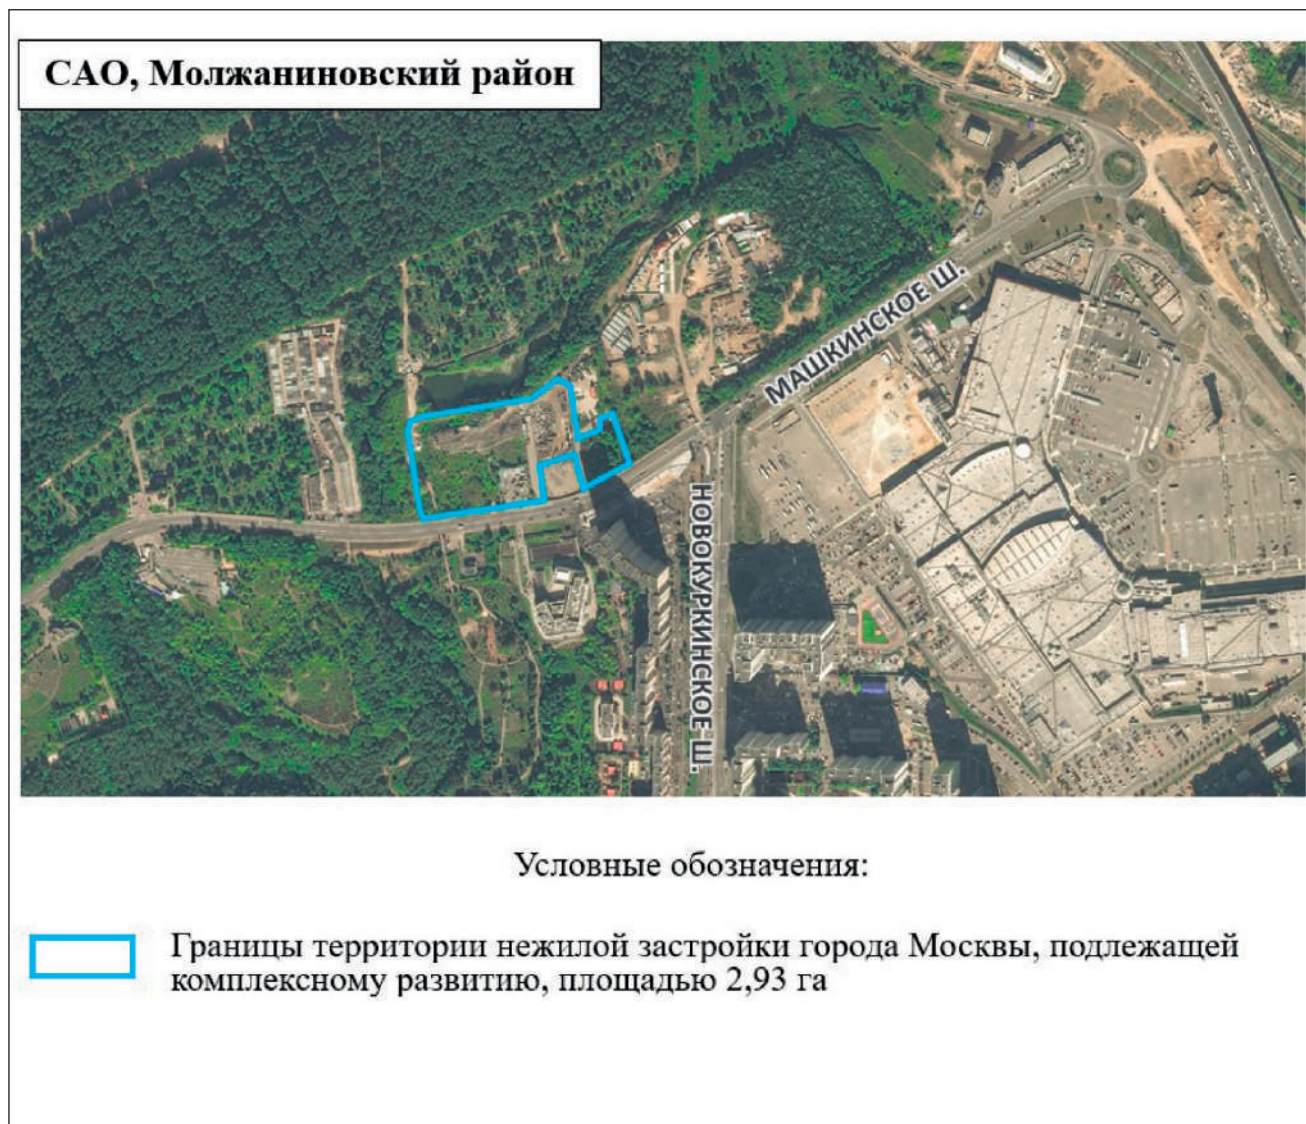 САО, Молжаниновский район
МАШКИНСКОЕ Ш.
НОВОКУРКИНСКОЕ Ш.
Условные обозначения:
Границы территории нежилой застройки города Москвы, подлежащей
комплексному развитию, площадью 2,93 га